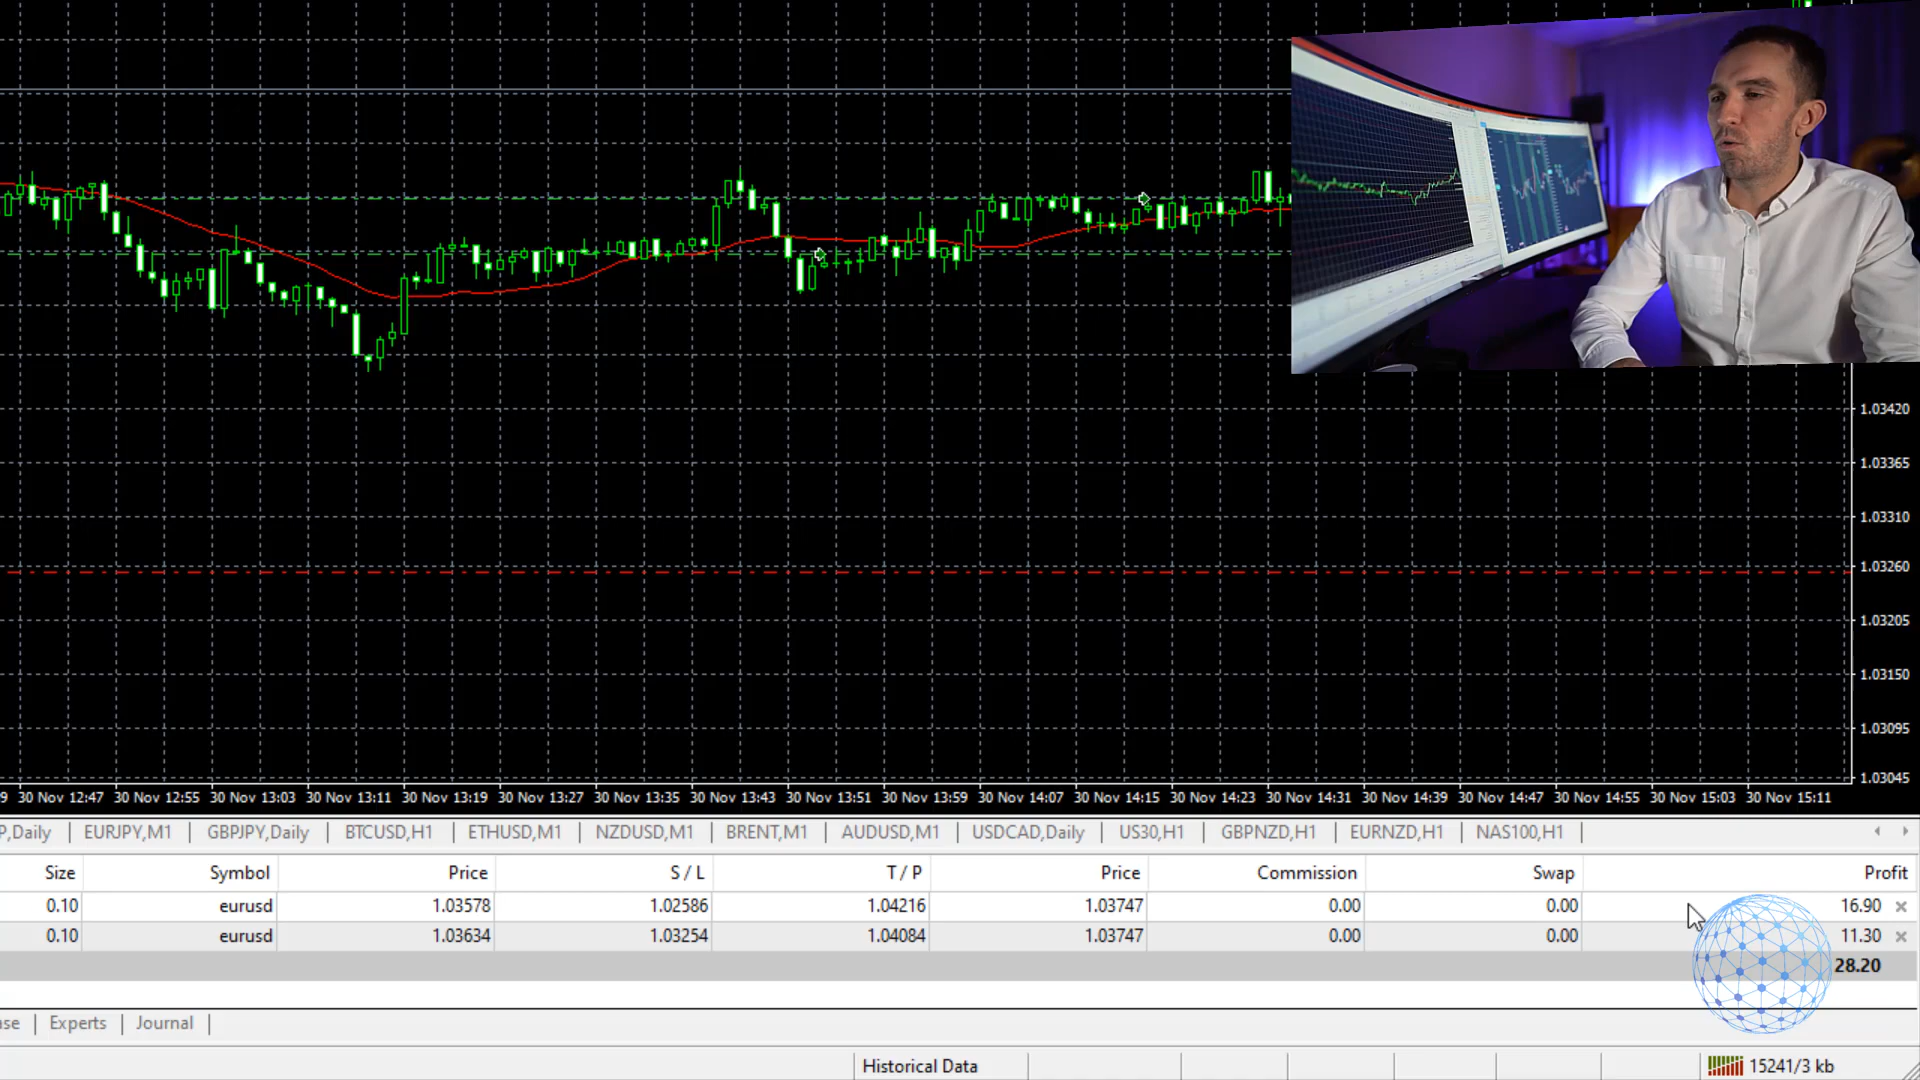 1.03420
1.03365
1.03310
1.03260
1.03205
1.03150
1.03095
1.03045
9 30 Nov 12:47 30 Nov 12:55 30 Nov 13:03 30 Nov 13:11 30 Nov 13:19 30 Nov 13:27 30 Nov 13:35 30 Nov 13:43 30 Nov 13:51 30 Nov 13:59 30 Nov 14:07 30 Nov 14:15 30 Nov 14:23 30 Nov 14:31 30 Nov 14:39 30 Nov 14:47 30 Nov 14:55 30 Nov 15:03 30 Nov 15:11
P,Daily | EURJPY,M1 | GBPJPY,Daily | BTCUSD,H1 | ETHUSD,M1 | NZDUSD,M1 | BRENT,M1 | AUDUSD,M1 | USDCAD,Daily | US30,H1 | GBPNZD,H1 | EURNZD,H1 | NAS100,H1 |
Size Symbol Price S / L T / P Price Commission Swap Profit
0.10 eurusd 1.03578 1.02586 1.04216 1.03747 0.00 0.00 16.90
0.10 eurusd 1.03634 1.03254 1.04084 1.03747 0.00 0.00 11.30
28.20
se | Experts | Journal |
Historical Data 15241/3 kb